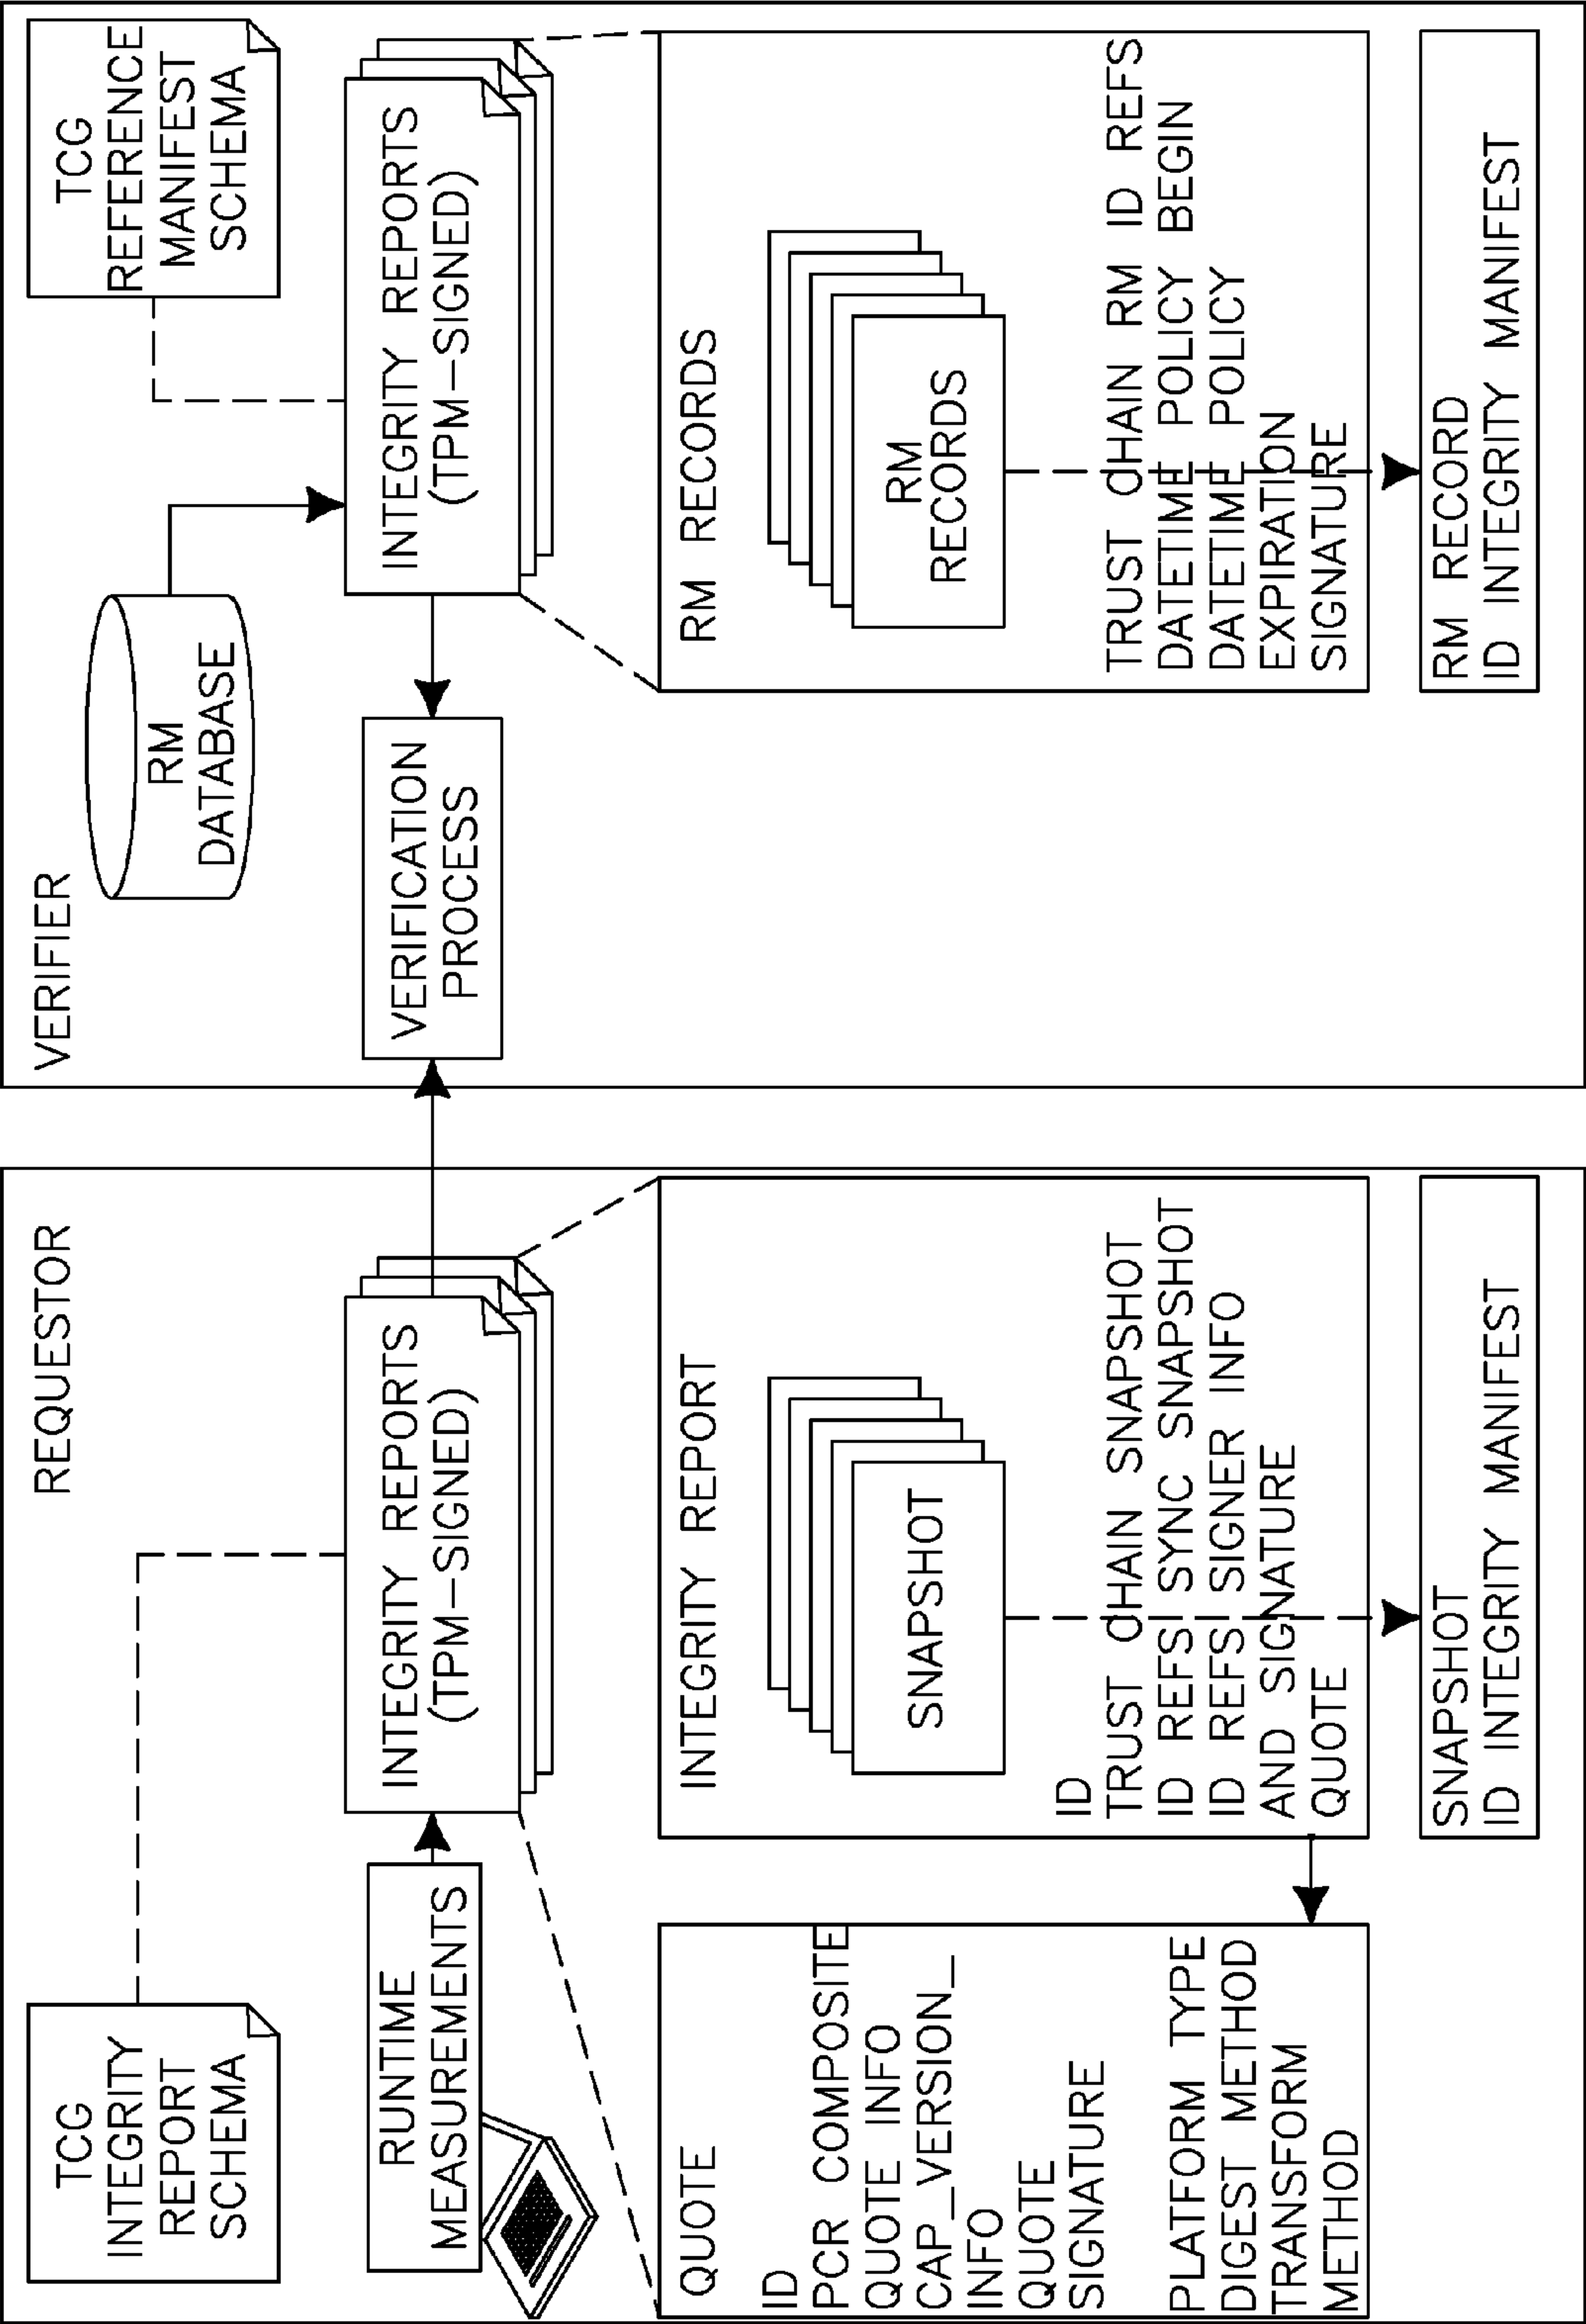 REQUESTOR
TCG
INTEGRITY
REPORT
SCHEMA
RUNTIME
MEASUREMENTS
INTEGRITY REPORTS
(TPM-SIGNED)
QUOTE
ID
PCR COMPOSITE
QUOTE INFO
CAP_VERSION_
INFO
QUOTE
SIGNATURE
PLATFORM TYPE
DIGEST METHOD
TRANSFORM
METHOD
INTEGRITY REPORT
SNAPSHOT
ID
TRUST CHAIN SNAPSHOT
ID REFS SYNC SNAPSHOT
ID REFS SIGNER INFO
AND SIGNATURE
QUOTE
SNAPSHOT
ID INTEGRITY MANIFEST
VERIFIER
RM
DATABASE
TCG
REFERENCE
MANIFEST
SCHEMA
VERIFICATION
PROCESS
INTEGRITY REPORTS
(TPM-SIGNED)
RM RECORDS
RM
RECORDS
TRUST CHAIN RM ID REFS
DATETIME POLICY BEGIN
DATETIME POLICY
EXPIRATION
SIGNATURE
RM RECORD
ID INTEGRITY MANIFEST